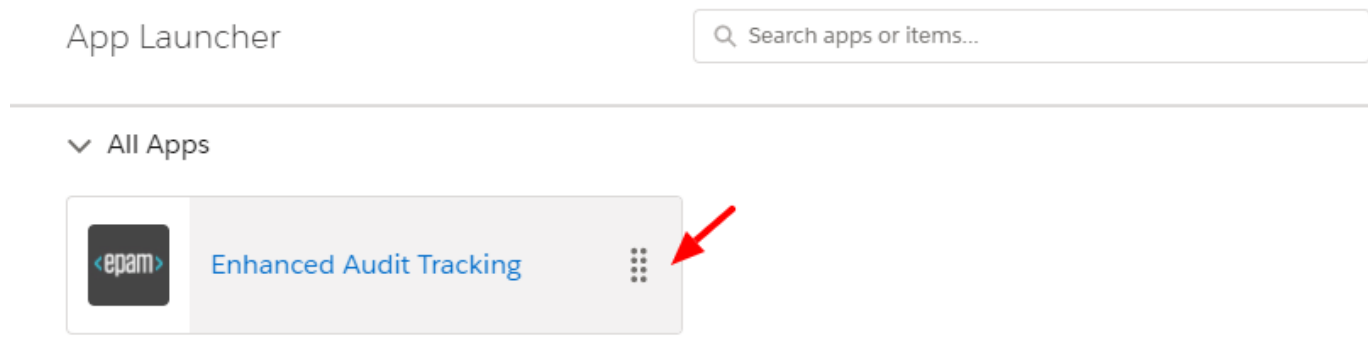 App Launcher
Search apps or items...
All Apps
<epam>
Enhanced Audit Tracking